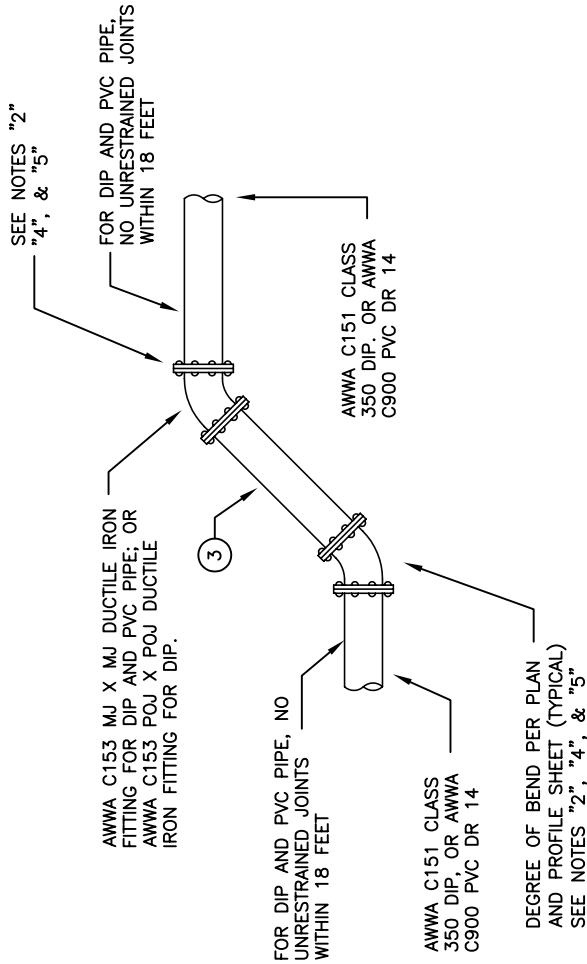 SEE NOTES "2"
"4", & "5"
FOR DIP AND PVC PIPE,
NO UNRESTRAINED JOINTS
WITHIN 18 FEET
AWWA C153 MJ X MJ DUCTILE IRON
FITTING FOR DIP AND PVC PIPE; OR
AWWA C153 POJ X POJ DUCTILE
IRON FITTING FOR DIP.
3
AWWA C151 CLASS
350 DIP. OR AWWA
C900 PVC DR 14
FOR DIP AND PVC PIPE, NO
UNRESTRAINED JOINTS
WITHIN 18 FEET
AWWA C151 CLASS
350 DIP, OR AWWA
C900 PVC DR 14
DEGREE OF BEND PER PLAN
AND PROFILE SHEET (TYPICAL)
SEE NOTES "2", "4", & "5"